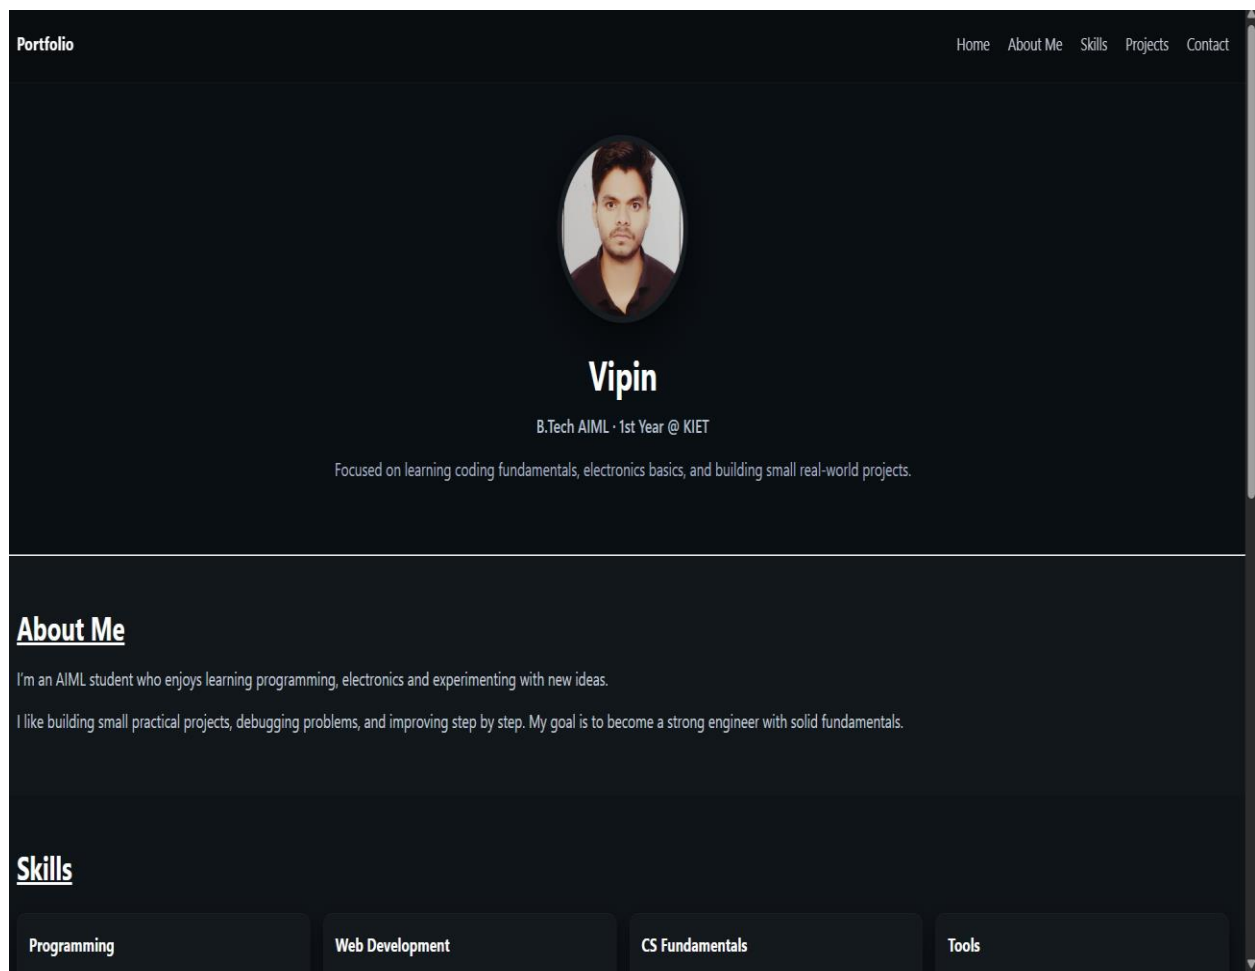 Portfolio
Home About Me Skills Projects Contact
Vipin
B.Tech AIML · 1st Year @ KIET
Focused on learning coding fundamentals, electronics basics, and building small real-world projects.
About Me
I'm an AIML student who enjoys learning programming, electronics and experimenting with new ideas.
I like building small practical projects, debugging problems, and improving step by step. My goal is to become a strong engineer with solid fundamentals.
Skills
Programming Web Development CS Fundamentals Tools